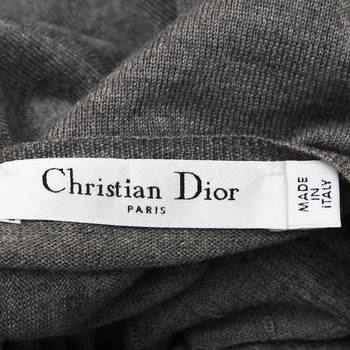 Christian Dior
PARIS
MADE
IN
iTALY